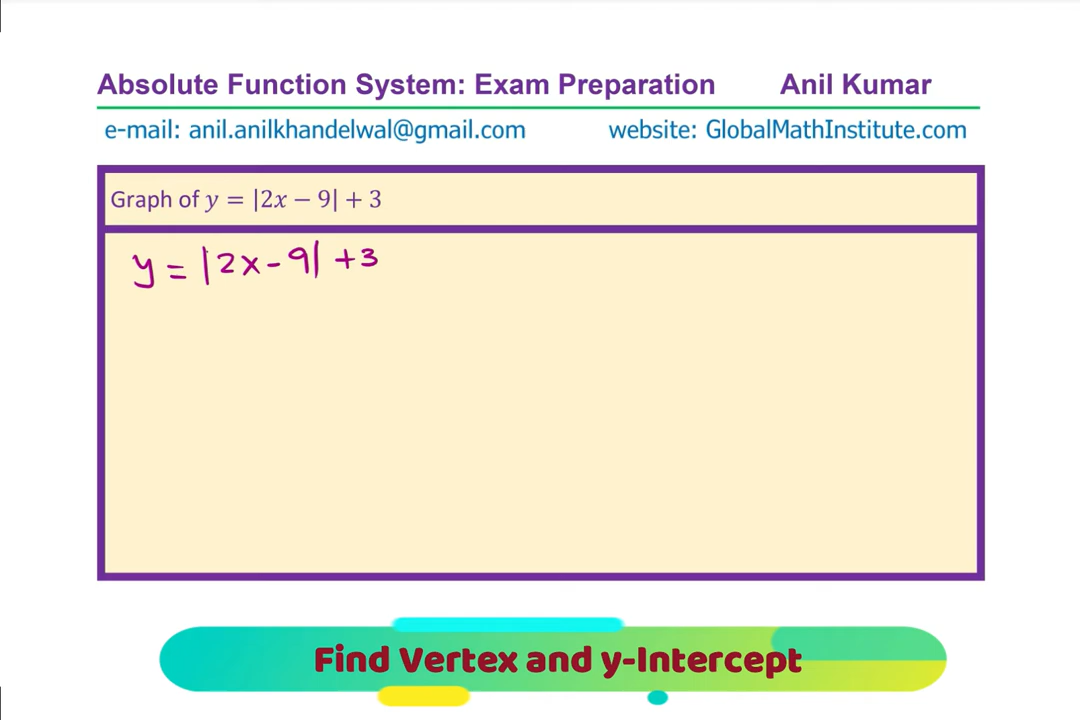 Absolute Function System: Exam Preparation Anil Kumar
e-mail: anil.anilkhandelwal@gmail.com website: GlobalMathInstitute.com
Graph of y = |2x − 9| + 3
y = |2x-9| +3
Find Vertex and y-Intercept